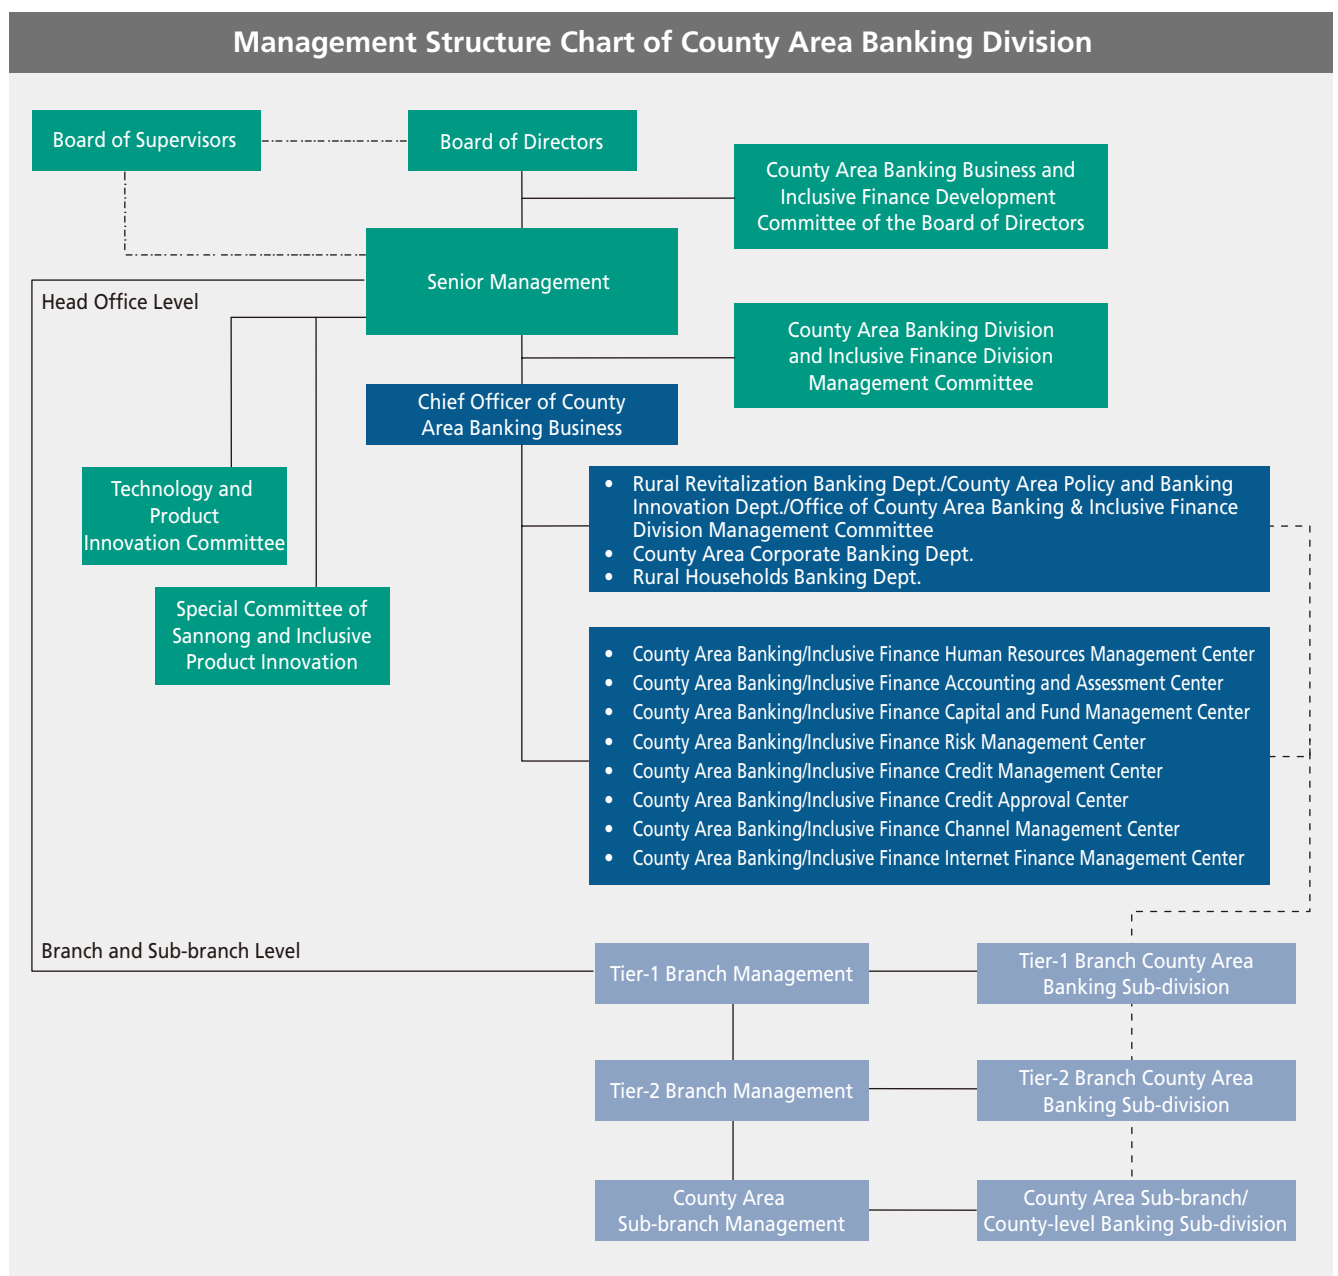 Management Structure Chart of County Area Banking Division
Board of Supervisors
Board of Directors
County Area Banking Business and
Inclusive Finance Development
Committee of the Board of Directors
Senior Management
Head Office Level
County Area Banking Division
and Inclusive Finance Division
Management Committee
Chief Officer of County
Area Banking Business
Technology and
Product
Innovation Committee
• Rural Revitalization Banking Dept./County Area Policy and Banking
Innovation Dept./Office of County Area Banking & Inclusive Finance
Division Management Committee
• County Area Corporate Banking Dept.
• Rural Households Banking Dept.
Special Committee of
Sannong and Inclusive
Product Innovation
• County Area Banking/Inclusive Finance Human Resources Management Center
• County Area Banking/Inclusive Finance Accounting and Assessment Center
• County Area Banking/Inclusive Finance Capital and Fund Management Center
• County Area Banking/Inclusive Finance Risk Management Center
• County Area Banking/Inclusive Finance Credit Management Center
• County Area Banking/Inclusive Finance Credit Approval Center
• County Area Banking/Inclusive Finance Channel Management Center
• County Area Banking/Inclusive Finance Internet Finance Management Center
Branch and Sub-branch Level
Tier-1 Branch Management
Tier-1 Branch County Area
Banking Sub-division
Tier-2 Branch Management
Tier-2 Branch County Area
Banking Sub-division
County Area
Sub-branch Management
County Area Sub-branch/
County-level Banking Sub-division